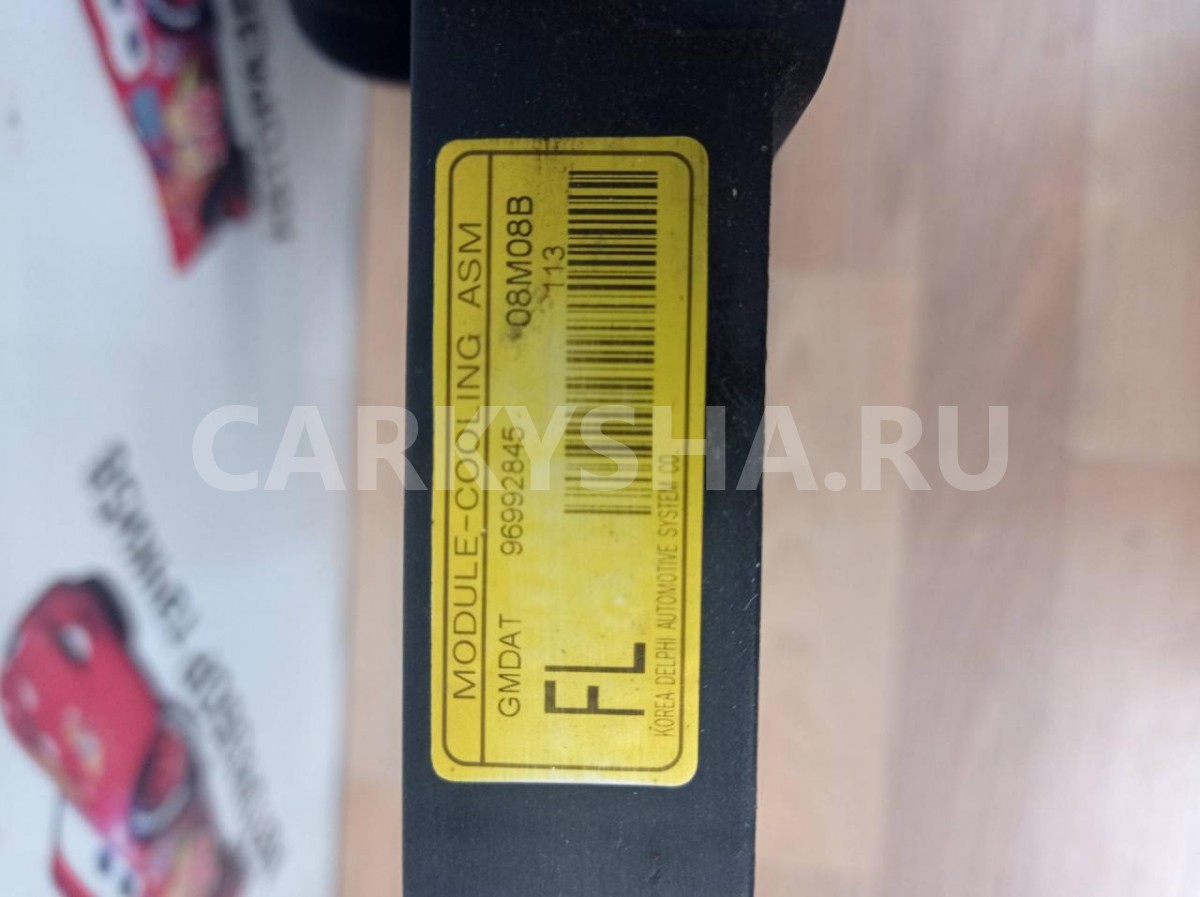 MODULE-COOLING ASM
GMDAT 96992845 08M08B
113
FL
KOREA DELPHI AUTOMOTIVE SYSTEM CO
CARKYSHA.RU